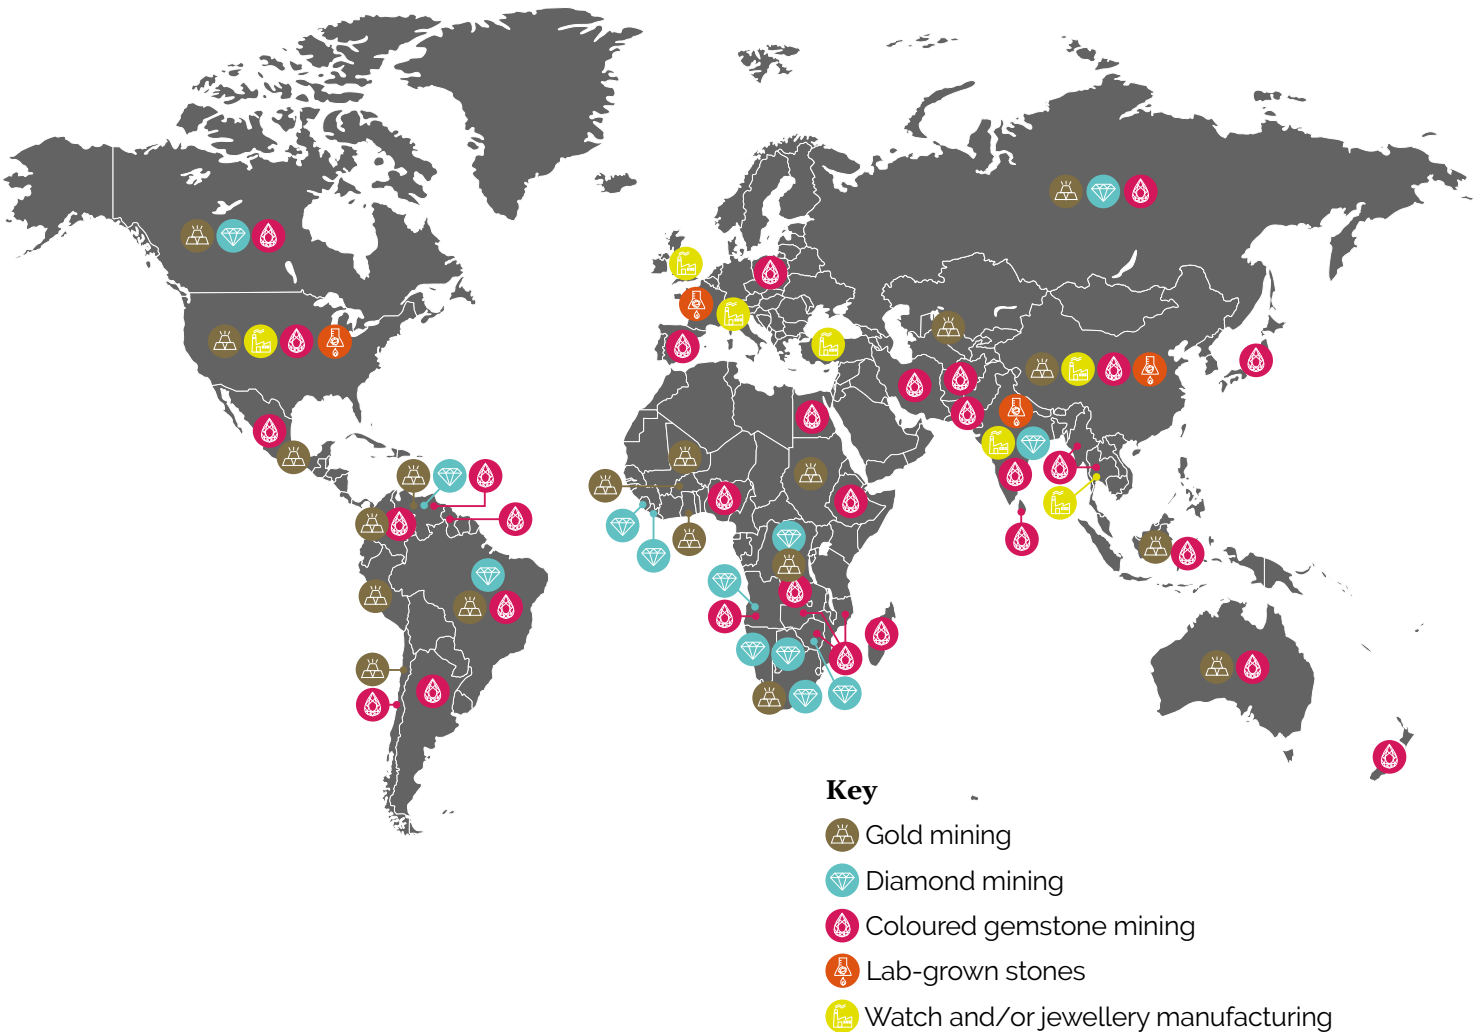 Key
Gold mining
Diamond mining
Coloured gemstone mining
Lab-grown stones
Watch and/or jewellery manufacturing